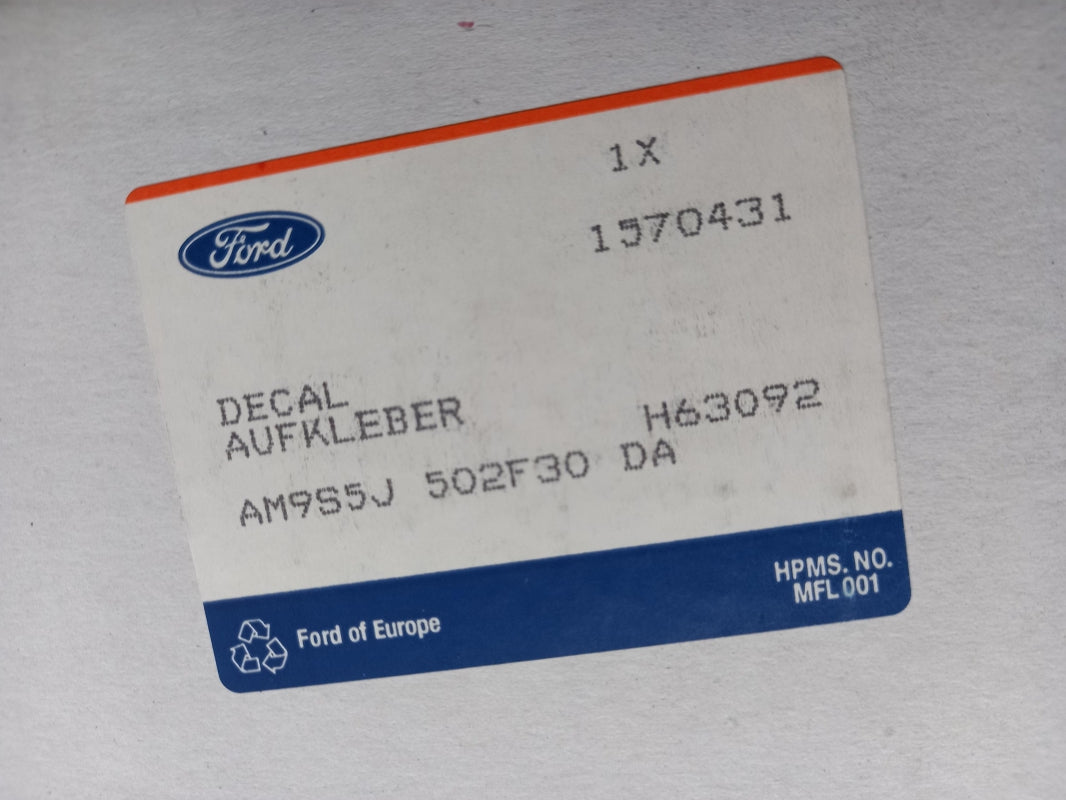 1X
Ford
1570431
DECAL
AUFKLEBER H63092
AM9S5J 502F30 DA
HPMS. NO.
MFL 001
Ford of Europe